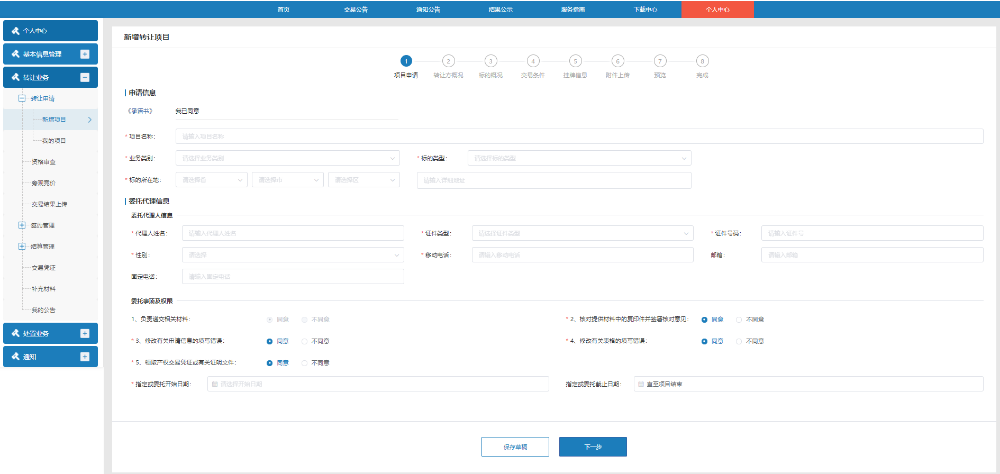 首页 交易公告 通知公告 结果公示 服务指南 下载中心 个人中心
个人中心
基本信息管理
转让业务
转让申请
新增项目
我的项目
资格审查
旁观竞价
交易结果上传
签约管理
结算管理
交易凭证
补充材料
我的公告
处置业务
通知
新增转让项目
1 2 3 4 5 6 7 8
项目申请 转让方概况 标的概况 交易条件 挂牌信息 附件上传 预览 完成
申请信息
《承诺书》 我已同意
* 项目名称: 请输入项目名称
* 业务类别: 请选择业务类别 * 标的类型: 请选择标的类型
* 标的所在地: 请选择省 请选择市 请选择区 请输入详细地址
委托代理信息
委托代理人信息
* 代理人姓名: 请输入代理人姓名 * 证件类型: 请选择证件类型 * 证件号码: 请输入证件号
* 性别: 请选择 * 移动电话: 请输入移动电话 邮箱: 请输入邮箱
固定电话: 请输入固定电话
委托事项及权限
1、负责递交相关材料: 同意 不同意 * 2、核对提供材料中的复印件并签署核对意见: 同意 不同意
* 3、修改有关申请信息的填写错误: 同意 不同意 * 4、修改有关表格的填写错误: 同意 不同意
* 5、领取产权交易凭证或有关证明文件: 同意 不同意
* 指定或委托开始日期: 请选择开始日期 指定或委托截止日期: 直至项目结束
保存草稿 下一步